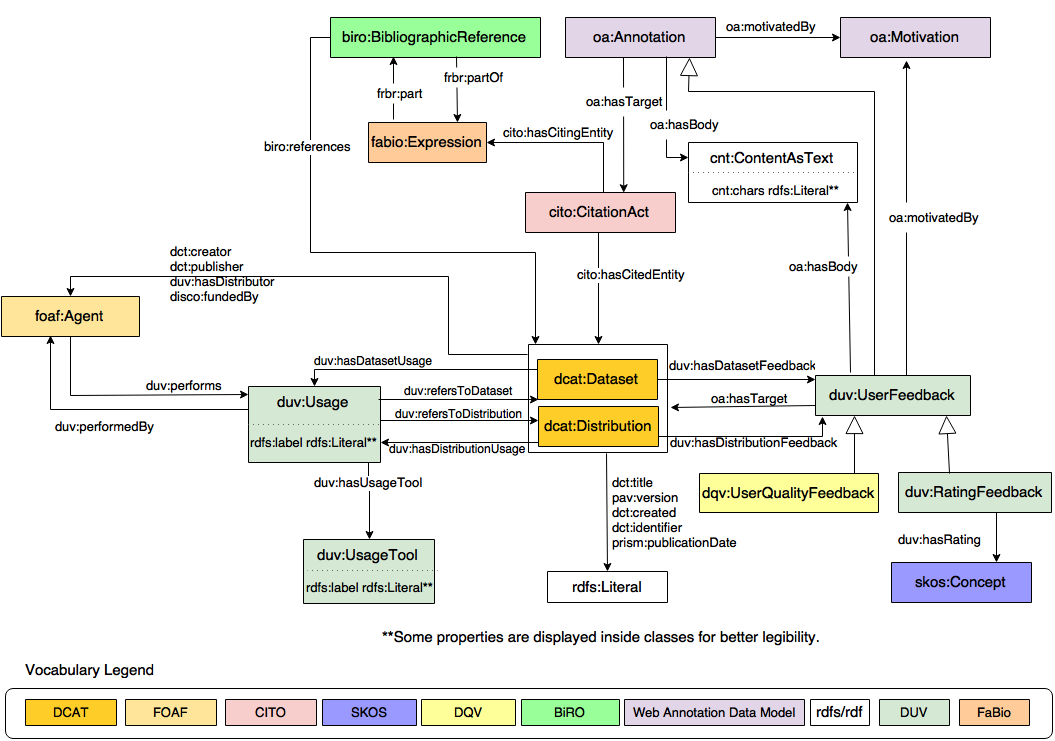 biro:BibliographicReference
oa:Annotation
oa:motivatedBy
oa:Motivation
frbr:partOf
frbr:part
oa:hasTarget
oa:hasBody
cito:hasCitingEntity
fabio:Expression
biro:references
cnt:ContentAsText
cnt:chars rdfs:Literal**
cito:CitationAct
oa:motivatedBy
dct:creator
dct:publisher
duv:hasDistributor
disco:fundedBy
cito:hasCitedEntity
oa:hasBody
foaf:Agent
duv:hasDatasetUsage
dcat:Dataset
duv:hasDatasetFeedback
duv:performs
duv:refersToDataset
duv:Usage
oa:hasTarget
duv:UserFeedback
duv:refersToDistribution
dcat:Distribution
duv:performedBy
rdfs:label rdfs:Literal**
duv:hasDistributionUsage
duv:hasDistributionFeedback
duv:hasUsageTool
dct:title
pav:version
dct:created
dct:identifier
prism:publicationDate
dqv:UserQualityFeedback
duv:RatingFeedback
duv:hasRating
duv:UsageTool
rdfs:label rdfs:Literal**
rdfs:Literal
skos:Concept
**Some properties are displayed inside classes for better legibility.
Vocabulary Legend
DCAT
FOAF
CITO
SKOS
DQV
BiRO
Web Annotation Data Model
rdfs/rdf
DUV
FaBio